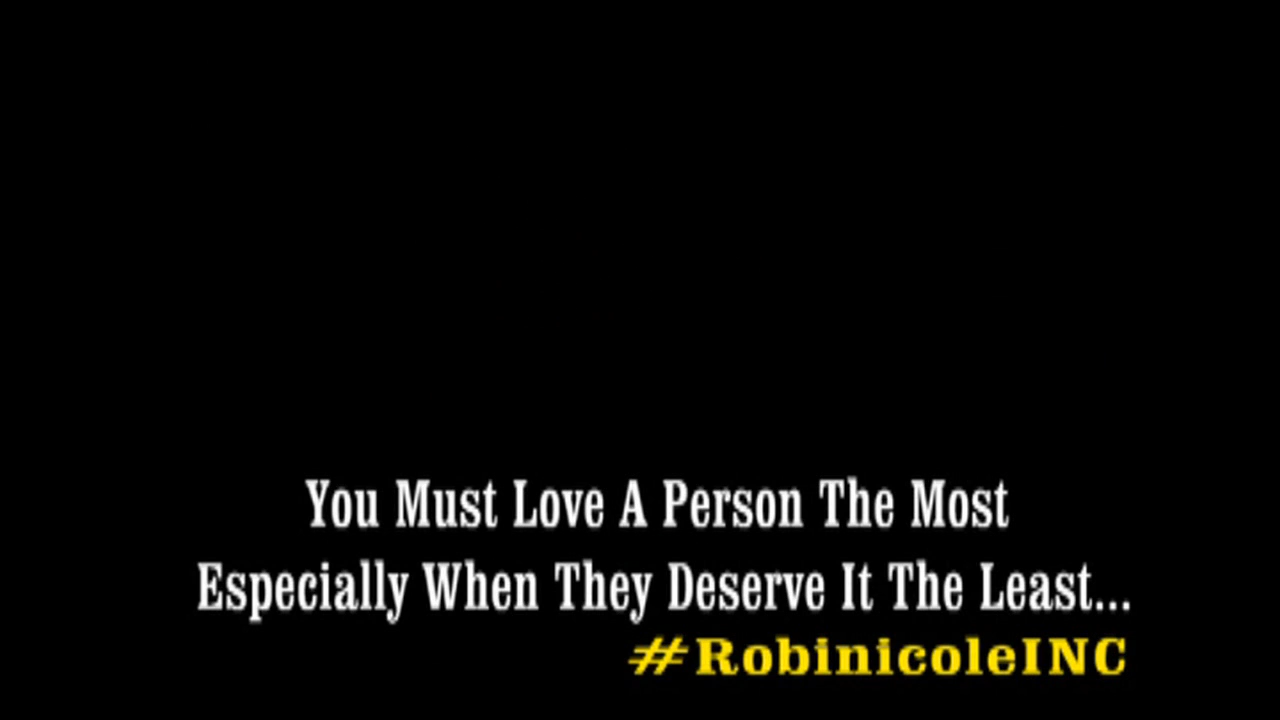 You Must Love A Person The Most
Especially When They Deserve It The Least...
#RobinicoleINC